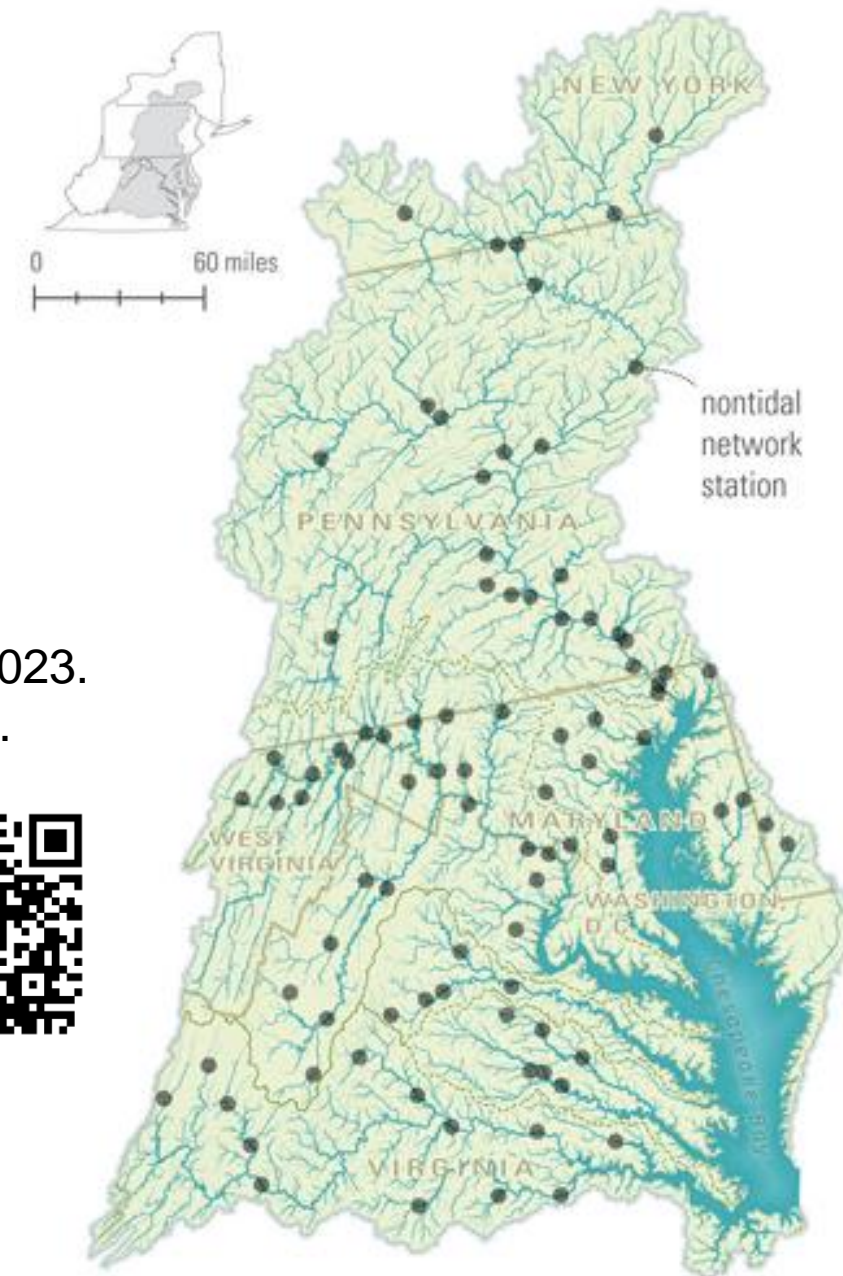 NEW YORK
0 60 miles
nontidal
network
station
PENNSYLVANIA
023.
.
WEST
VIRGINIA
MARYLAND
WASHINGTON,
D.C.
Chesapeake Bay
VIRGINIA